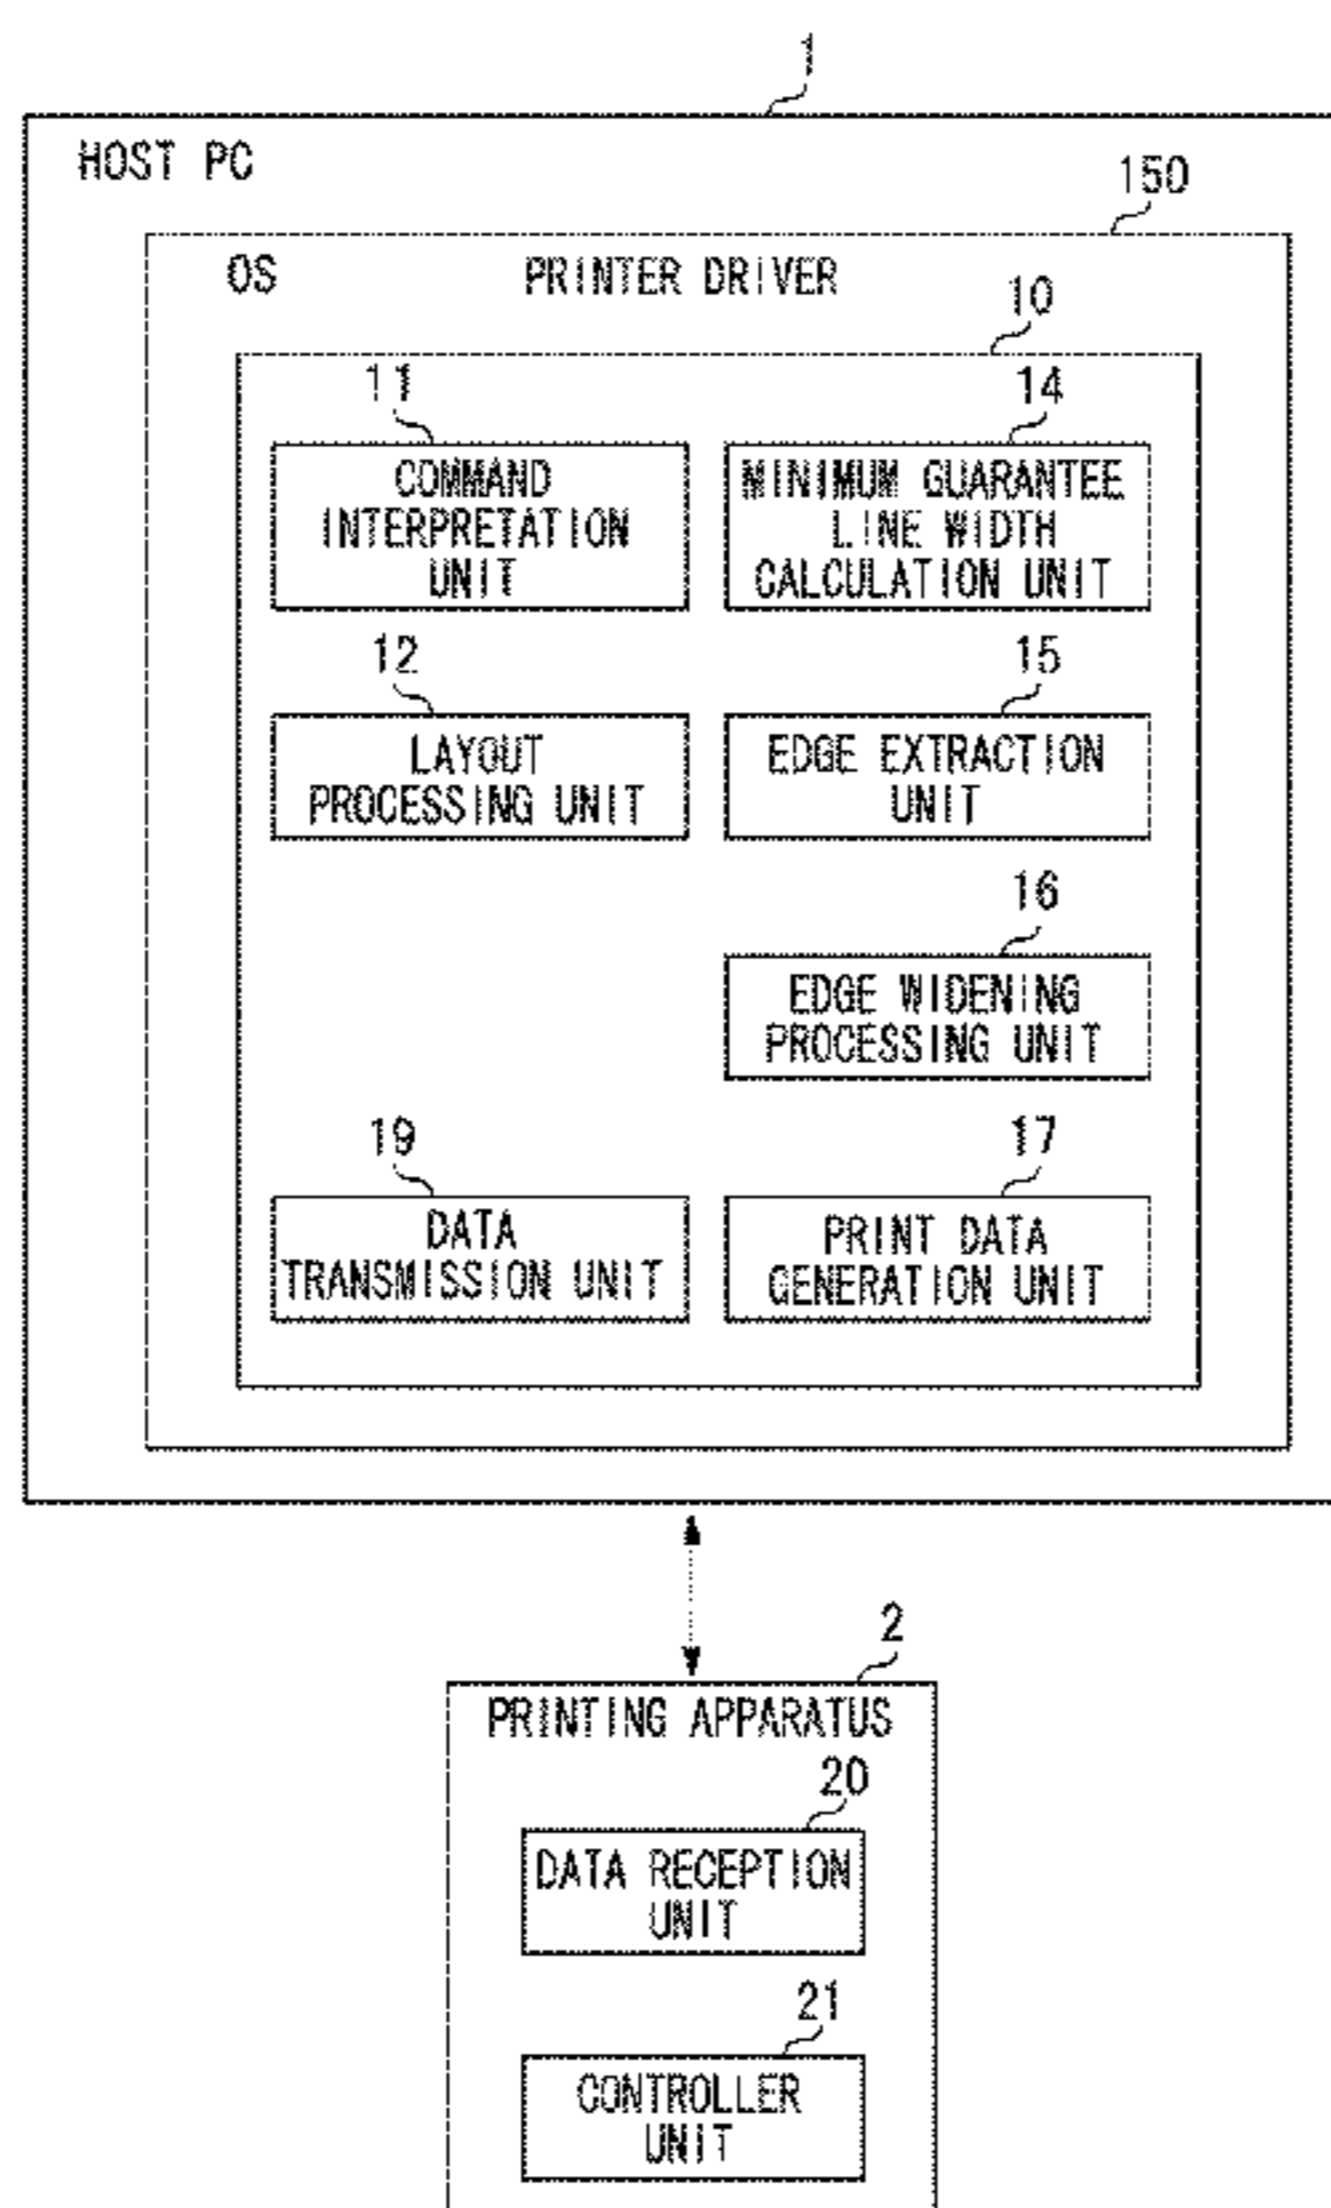 1
HOST PC
150
OS
PRINTER DRIVER
10
11
COMMAND
INTERPRETATION
UNIT
14
MINIMUM GUARANTEE
LINE WIDTH
CALCULATION UNIT
12
LAYOUT
PROCESSING UNIT
15
EDGE EXTRACTION
UNIT
16
EDGE WIDENING
PROCESSING UNIT
19
DATA
TRANSMISSION UNIT
17
PRINT DATA
GENERATION UNIT
2
PRINTING APPARATUS
20
DATA RECEPTION
UNIT
21
CONTROLLER
UNIT